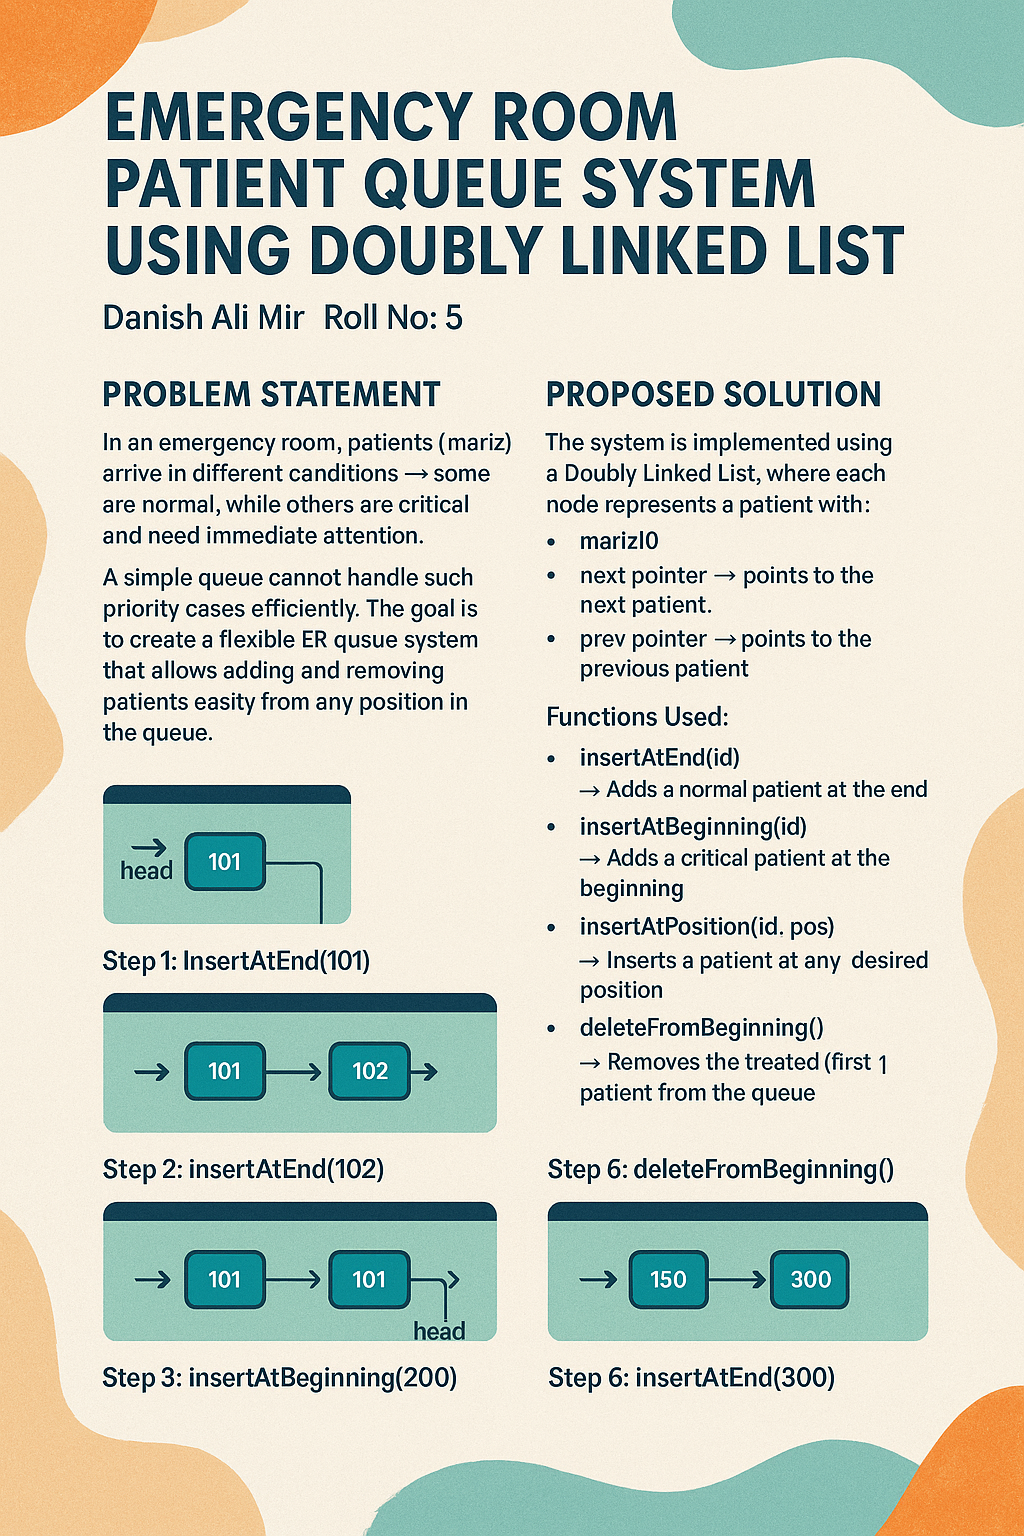 EMERGENCY ROOM
PATIENT QUEUE SYSTEM
USING DOUBLY LINKED LIST
Danish Ali Mir Roll No: 5
PROBLEM STATEMENT
In an emergency room, patients (mariz)
arrive in different canditions → some
are normal, while others are critical
and need immediate attention.
A simple queue cannot handle such
priority cases efficiently. The goal is
to create a flexible ER qusue system
that allows adding and removing
patients easity from any position in
the queue.
→
head
101
Step 1: InsertAtEnd(101)
→ 101 → 102 →
Step 2: insertAtEnd(102)
→ 101 → 101
head
Step 3: insertAtBeginning(200)
PROPOSED SOLUTION
The system is implemented using
a Doubly Linked List, where each
node represents a patient with:
• marizI0
• next pointer → points to the
next patient.
• prev pointer → points to the
previous patient
Functions Used:
• insertAtEnd(id)
→ Adds a normal patient at the end
• insertAtBeginning(id)
→ Adds a critical patient at the
beginning
• insertAtPosition(id. pos)
→ Inserts a patient at any desired
position
• deleteFromBeginning()
→ Removes the treated (first 1
patient from the queue
Step 6: deleteFromBeginning()
→ 150 → 300
Step 6: insertAtEnd(300)